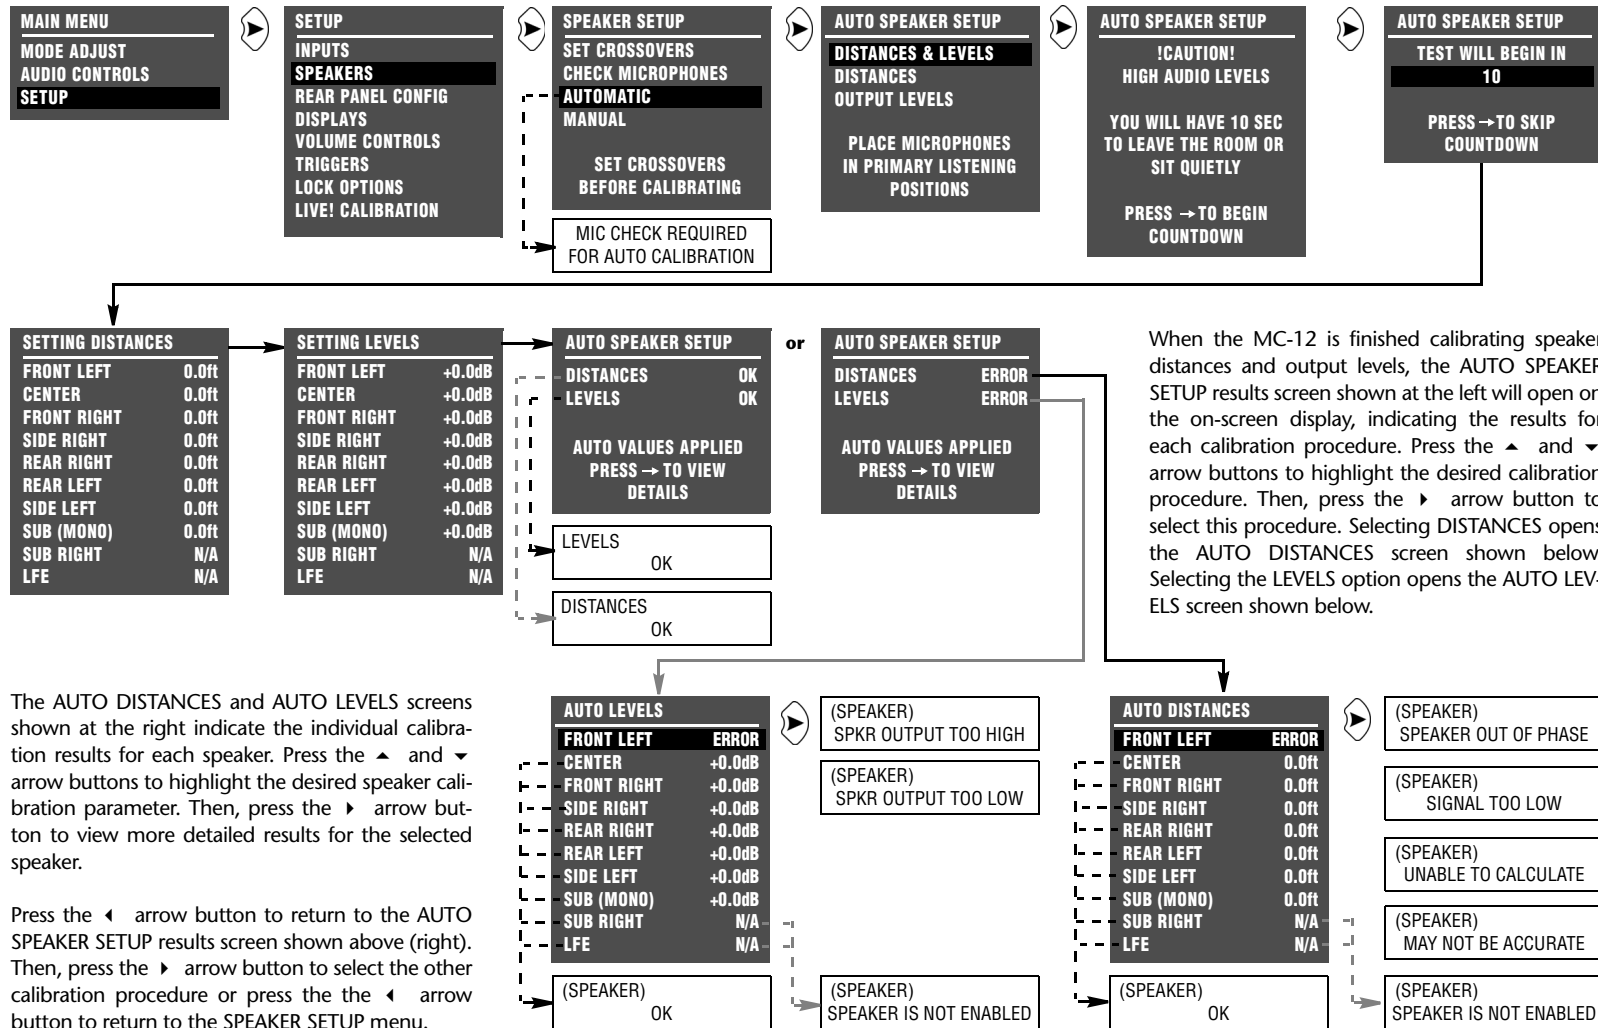 MAIN MENU
MODE ADJUST
AUDIO CONTROLS
SETUP
SETUP
INPUTS
SPEAKERS
REAR PANEL CONFIG
DISPLAYS
VOLUME CONTROLS
TRIGGERS
LOCK OPTIONS
LIVE! CALIBRATION
SPEAKER SETUP
SET CROSSOVERS
CHECK MICROPHONES
AUTOMATIC
MANUAL
SET CROSSOVERS
BEFORE CALIBRATING
MIC CHECK REQUIRED
FOR AUTO CALIBRATION
AUTO SPEAKER SETUP
DISTANCES & LEVELS
DISTANCES
OUTPUT LEVELS
PLACE MICROPHONES
IN PRIMARY LISTENING
POSITIONS
AUTO SPEAKER SETUP
!CAUTION!
HIGH AUDIO LEVELS
YOU WILL HAVE 10 SEC
TO LEAVE THE ROOM OR
SIT QUIETLY
PRESS → TO BEGIN
COUNTDOWN
AUTO SPEAKER SETUP
TEST WILL BEGIN IN
10
PRESS → TO SKIP
COUNTDOWN
SETTING DISTANCES
FRONT LEFT 0.0ft
CENTER 0.0ft
FRONT RIGHT 0.0ft
SIDE RIGHT 0.0ft
REAR RIGHT 0.0ft
REAR LEFT 0.0ft
SIDE LEFT 0.0ft
SUB (MONO) 0.0ft
SUB RIGHT N/A
LFE N/A
SETTING LEVELS
FRONT LEFT +0.0dB
CENTER +0.0dB
FRONT RIGHT +0.0dB
SIDE RIGHT +0.0dB
REAR RIGHT +0.0dB
REAR LEFT +0.0dB
SIDE LEFT +0.0dB
SUB (MONO) +0.0dB
SUB RIGHT N/A
LFE N/A
AUTO SPEAKER SETUP
DISTANCES OK
LEVELS OK
AUTO VALUES APPLIED
PRESS → TO VIEW
DETAILS
LEVELS
OK
DISTANCES
OK
or
AUTO SPEAKER SETUP
DISTANCES ERROR
LEVELS ERROR
AUTO VALUES APPLIED
PRESS → TO VIEW
DETAILS
When the MC-12 is finished calibrating speaker
distances and output levels, the AUTO SPEAKER
SETUP results screen shown at the left will open on
the on-screen display, indicating the results for
each calibration procedure. Press the ▲ and ▼
arrow buttons to highlight the desired calibration
procedure. Then, press the ▶ arrow button to
select this procedure. Selecting DISTANCES opens
the AUTO DISTANCES screen shown below.
Selecting the LEVELS option opens the AUTO LEV-
ELS screen shown below.
The AUTO DISTANCES and AUTO LEVELS screens
shown at the right indicate the individual calibra-
tion results for each speaker. Press the ▲ and ▼
arrow buttons to highlight the desired speaker cali-
bration parameter. Then, press the ▶ arrow but-
ton to view more detailed results for the selected
speaker.
Press the ◀ arrow button to return to the AUTO
SPEAKER SETUP results screen shown above (right).
Then, press the ▶ arrow button to select the other
calibration procedure or press the the ◀ arrow
button to return to the SPEAKER SETUP menu.
AUTO LEVELS
FRONT LEFT ERROR
CENTER +0.0dB
FRONT RIGHT +0.0dB
SIDE RIGHT +0.0dB
REAR RIGHT +0.0dB
REAR LEFT +0.0dB
SIDE LEFT +0.0dB
SUB (MONO) +0.0dB
SUB RIGHT N/A
LFE N/A
(SPEAKER)
OK
(SPEAKER)
SPKR OUTPUT TOO HIGH
(SPEAKER)
SPKR OUTPUT TOO LOW
(SPEAKER)
SPEAKER IS NOT ENABLED
AUTO DISTANCES
FRONT LEFT ERROR
CENTER 0.0ft
FRONT RIGHT 0.0ft
SIDE RIGHT 0.0ft
REAR RIGHT 0.0ft
REAR LEFT 0.0ft
SIDE LEFT 0.0ft
SUB (MONO) 0.0ft
SUB RIGHT N/A
LFE N/A
(SPEAKER)
OK
(SPEAKER)
SPEAKER OUT OF PHASE
(SPEAKER)
SIGNAL TOO LOW
(SPEAKER)
UNABLE TO CALCULATE
(SPEAKER)
MAY NOT BE ACCURATE
(SPEAKER)
SPEAKER IS NOT ENABLED